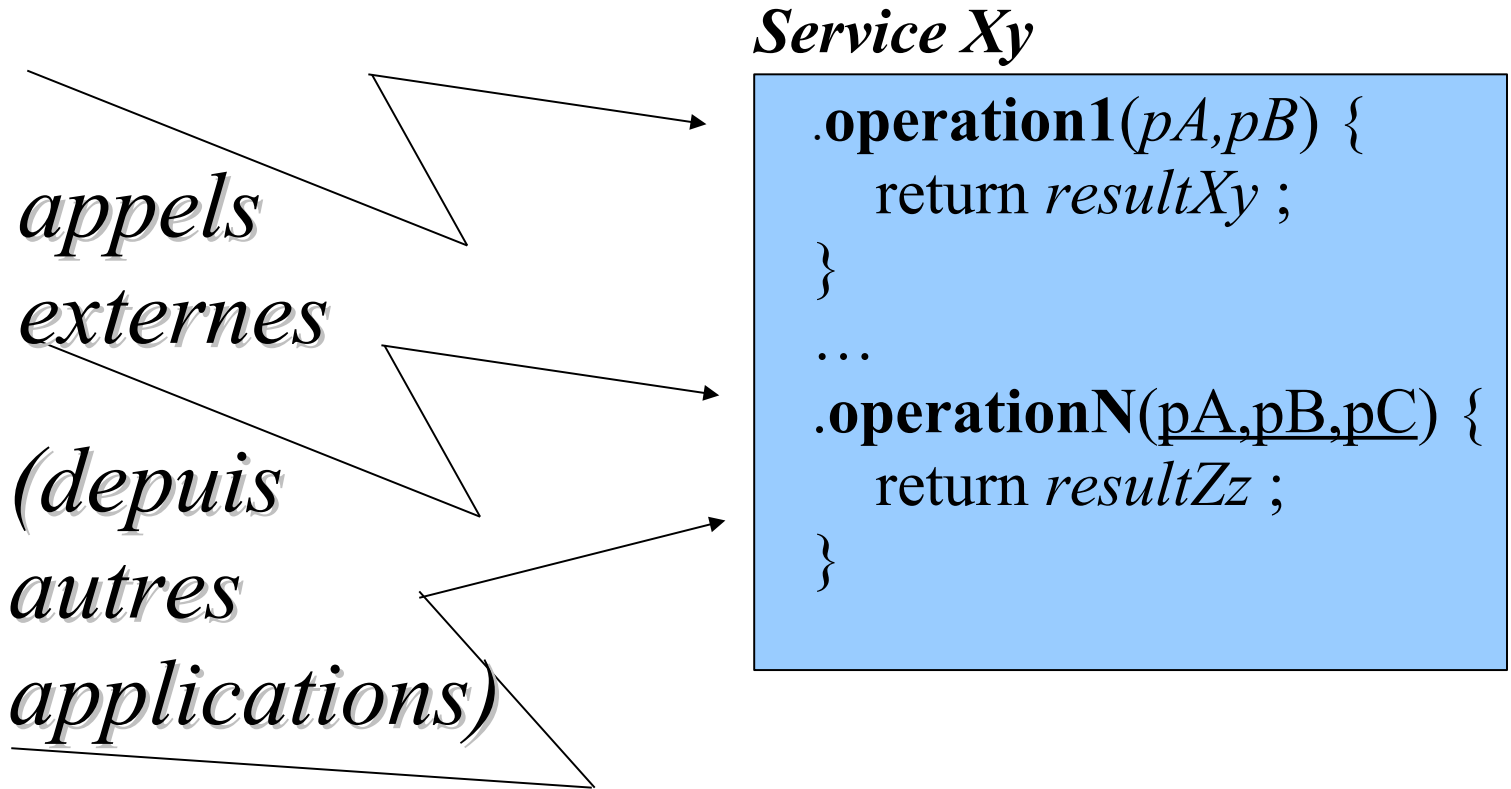 Service Xy
.operation1(pA,pB) {
return resultXy ;
}
...
.operationN(pA,pB,pC) {
return resultZz ;
}
appels
externes
(depuis
autres
applications)